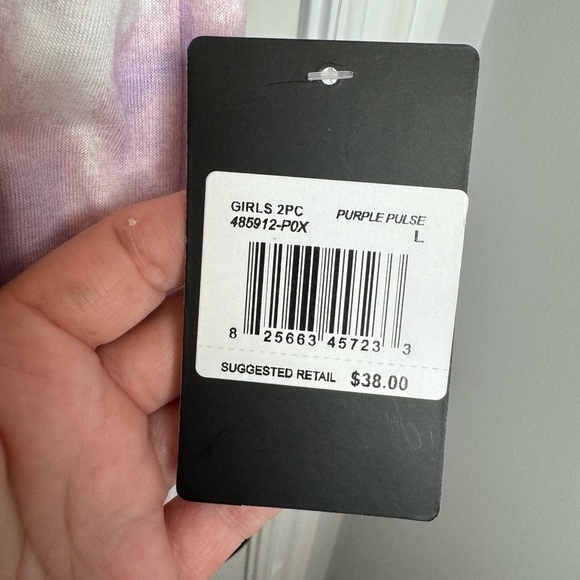 GIRLS 2PC PURPLE PULSE
485912-P0X L
8 25663 45723 3
SUGGESTED RETAIL $38.00